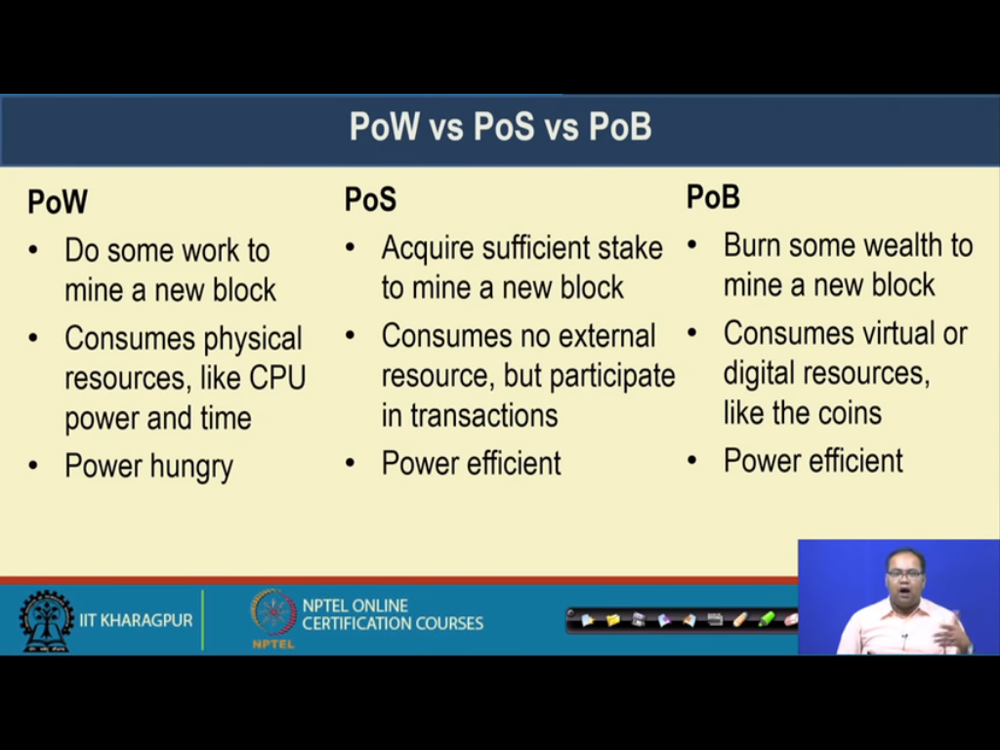 PoW vs PoS vs PoB
PoW
• Do some work to
mine a new block
• Consumes physical
resources, like CPU
power and time
• Power hungry
PoS
• Acquire sufficient stake
to mine a new block
• Consumes no external
resource, but participate
in transactions
• Power efficient
PoB
• Burn some wealth to
mine a new block
• Consumes virtual or
digital resources,
like the coins
• Power efficient
IIT KHARAGPUR
NPTEL
NPTEL ONLINE
CERTIFICATION COURSES